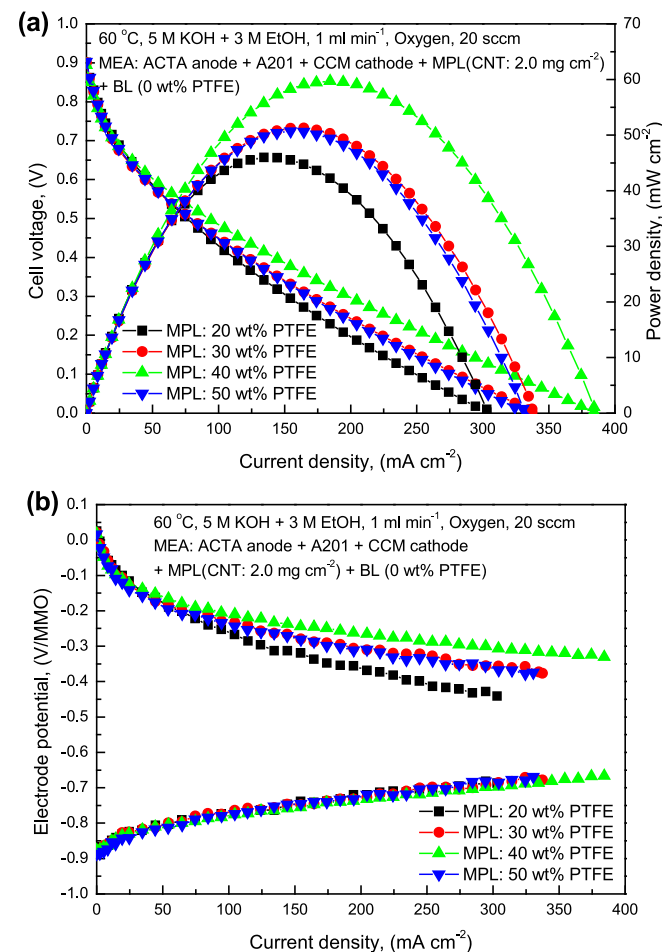 (a)
60 °C, 5 M KOH + 3 M EtOH, 1 ml min⁻¹, Oxygen, 20 sccm
MEA: ACTA anode + A201 + CCM cathode + MPL(CNT: 2.0 mg cm⁻²)
+ BL (0 wt% PTFE)
1.0
0.9
0.8
0.7
0.6
0.5
0.4
0.3
0.2
0.1
0.0
Cell voltage, (V)
70
60
50
40
30
20
10
0
Power density, (mW cm⁻²)
MPL: 20 wt% PTFE
MPL: 30 wt% PTFE
MPL: 40 wt% PTFE
MPL: 50 wt% PTFE
0 50 100 150 200 250 300 350 400
Current density, (mA cm⁻²)
(b)
60 °C, 5 M KOH + 3 M EtOH, 1 ml min⁻¹, Oxygen, 20 sccm
MEA: ACTA anode + A201 + CCM cathode
+ MPL(CNT: 2.0 mg cm⁻²) + BL (0 wt% PTFE)
0.1
0.0
-0.1
-0.2
-0.3
-0.4
-0.5
-0.6
-0.7
-0.8
-0.9
-1.0
Electrode potential, (V/MMO)
MPL: 20 wt% PTFE
MPL: 30 wt% PTFE
MPL: 40 wt% PTFE
MPL: 50 wt% PTFE
0 50 100 150 200 250 300 350 400
Current density, (mA cm⁻²)